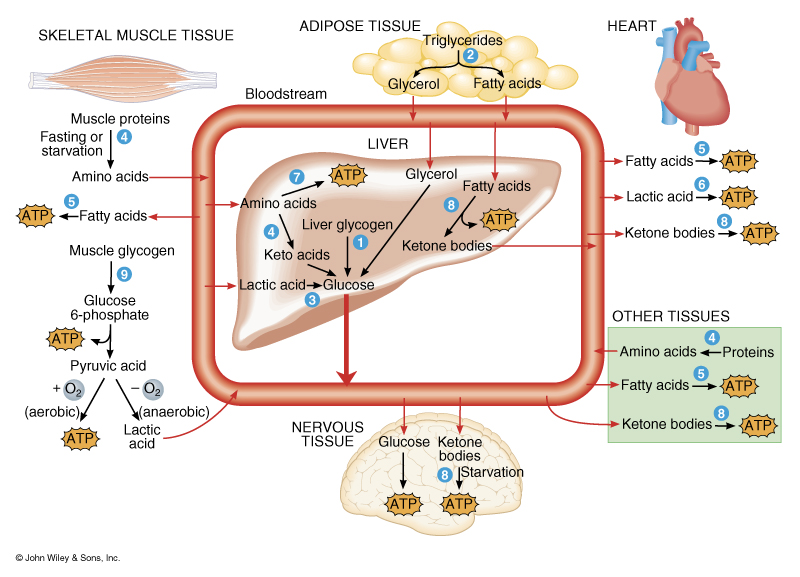 SKELETAL MUSCLE TISSUE
Muscle proteins
Fasting or
starvation
4
Amino acids
ATP
5
Fatty acids
Muscle glycogen
9
Glucose
6-phosphate
ATP
Pyruvic acid
+ O2
(aerobic)
– O2
(anaerobic)
ATP
Lactic
acid
ADIPOSE TISSUE
Triglycerides
2
Glycerol
Fatty acids
Bloodstream
LIVER
7
ATP
Amino acids
Glycerol
Fatty acids
8
ATP
Liver glycogen
4
1
Keto acids
Ketone bodies
Lactic acid
3
Glucose
HEART
Fatty acids
5
ATP
Lactic acid
6
ATP
Ketone bodies
8
ATP
OTHER TISSUES
Amino acids
4
Proteins
Fatty acids
5
ATP
Ketone bodies
8
ATP
NERVOUS
TISSUE
Glucose
ATP
Ketone
bodies
8
Starvation
ATP
© John Wiley & Sons, Inc.